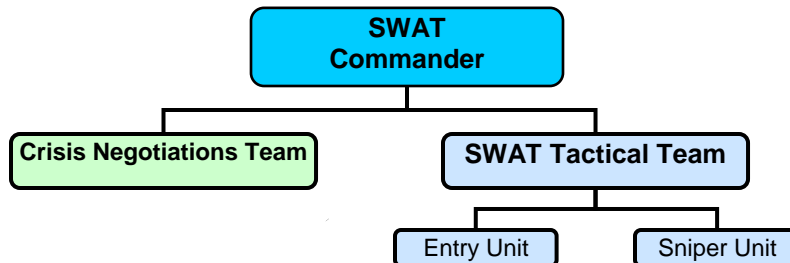 SWAT
Commander
Crisis Negotiations Team
SWAT Tactical Team
Entry Unit
Sniper Unit